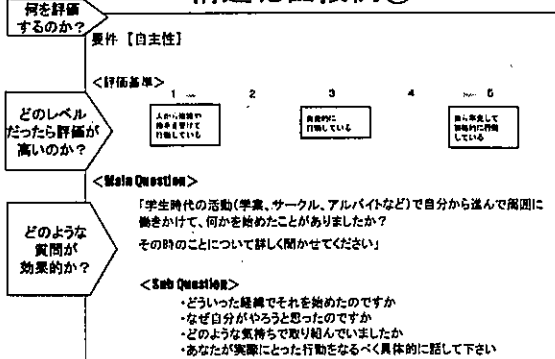 何を評価
するのか?
要件 【自主性】
<評価基準>
1 2 3 4 5
人から指示や
指示を受けて
行動している
自発的に
行動している
自ら率先して
積極的に行動
している
どのレベル
だったら評価が
高いのか?
<Main Question>
「学生時代の活動(学業、サークル、アルバイトなど)で自分から進んで周囲に
働きかけて、何かを始めたことがありましたか?
その時のことについて詳しく聞かせてください」
どのような
質問が
効果的か?
<Sub Question>
・どういった経緯でそれを始めたのですか
・なぜ自分がやろうと思ったのですか
・どのような気持ちで取り組んでいましたか
・あなたが実際にとった行動をなるべく具体的に話して下さい